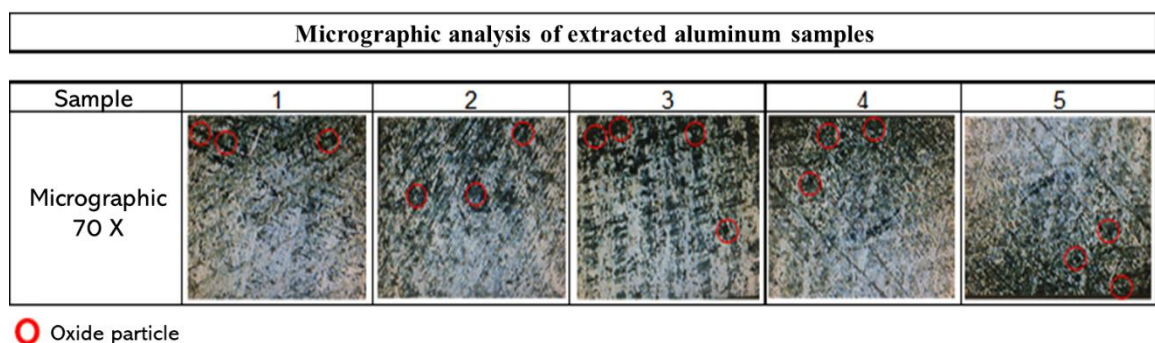 Micrographic analysis of extracted aluminum samples
Sample 1 2 3 4 5
Micrographic
70 X
Oxide particle